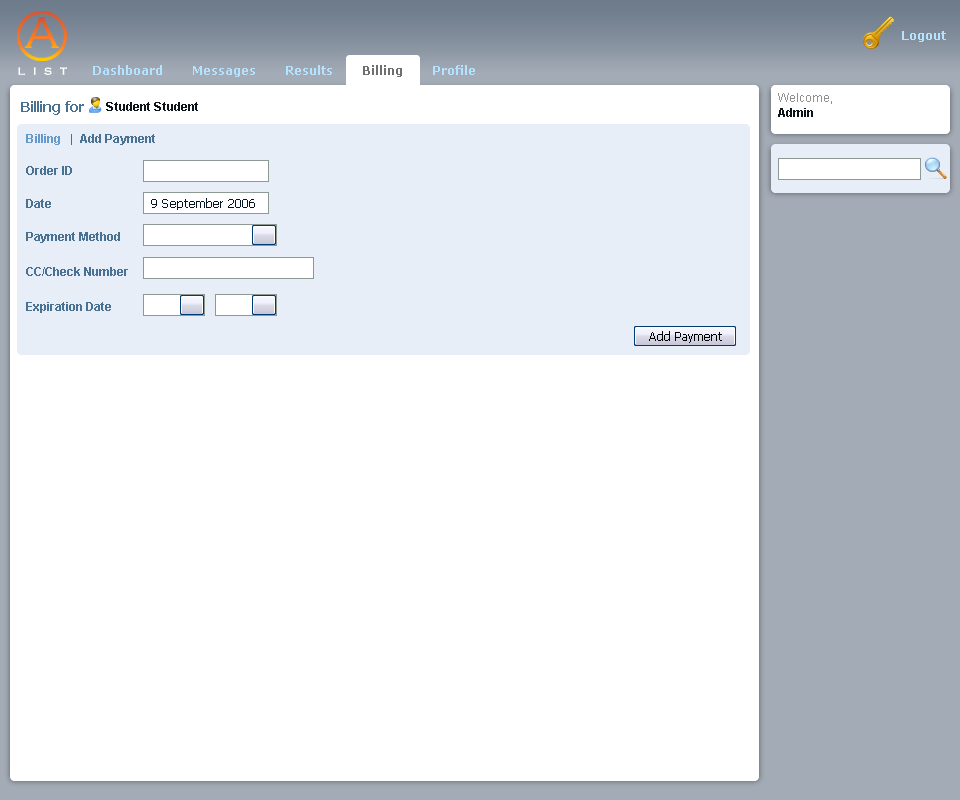 A
LIST
Dashboard Messages Results Billing Profile
Logout
Billing for Student Student
Billing | Add Payment
Order ID
Date 9 September 2006
Payment Method
CC/Check Number
Expiration Date
Add Payment
Welcome,
Admin